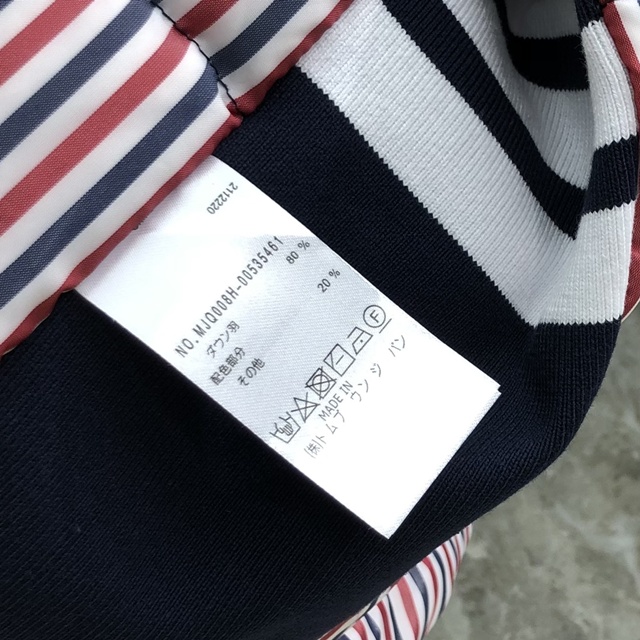 2112220
NO.MJQ008H-00535461
ダウン羽 80 %
配色部分
その他 20 %
MADE IN
㈱トム ブラウン ジャパン